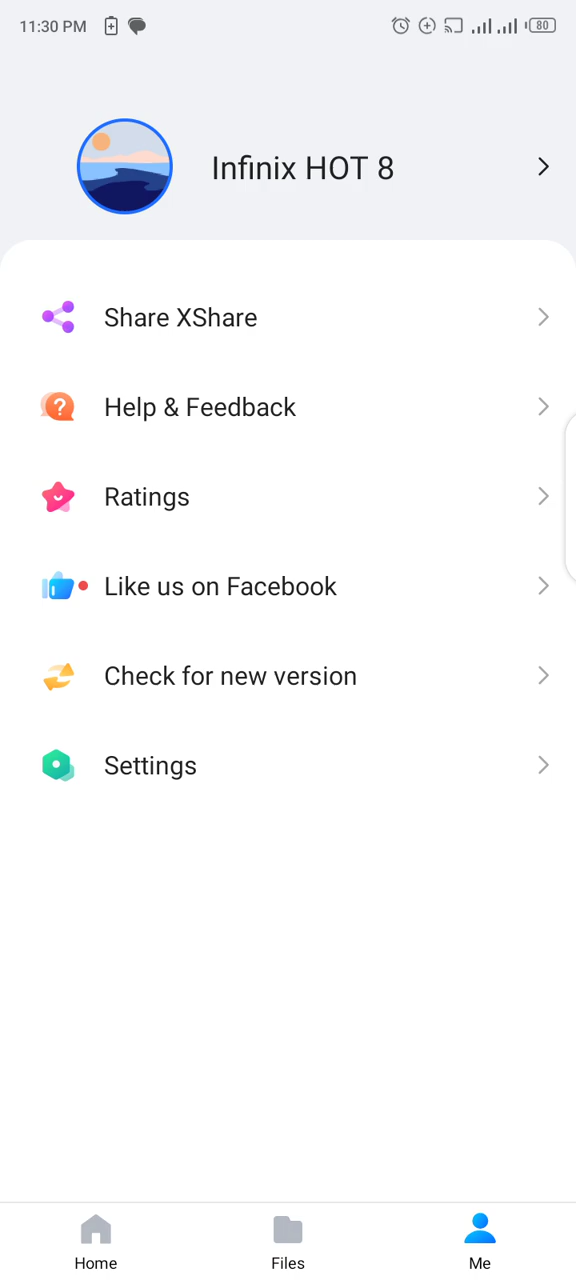 11:30 PM 80
Infinix HOT 8
Share XShare
Help & Feedback
Ratings
Like us on Facebook
Check for new version
Settings
Home Files Me